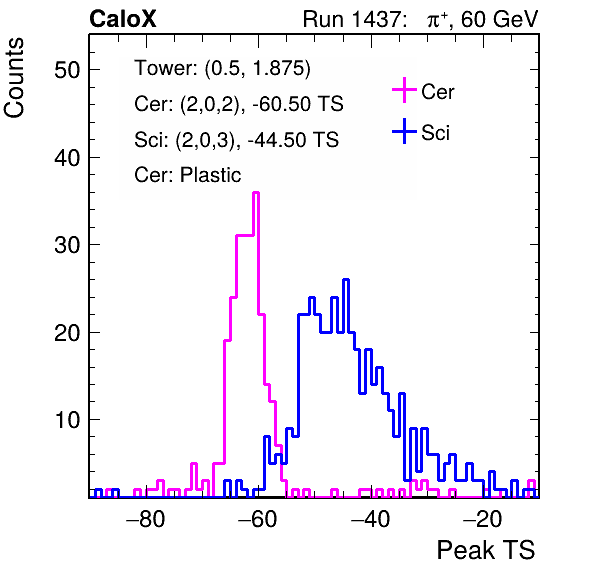 CaloX Run 1437: π⁺, 60 GeV
Counts
Tower: (0.5, 1.875)
Cer: (2,0,2), -60.50 TS
Sci: (2,0,3), -44.50 TS
Cer: Plastic
Cer
Sci
50
40
30
20
10
−80 −60 −40 −20
Peak TS